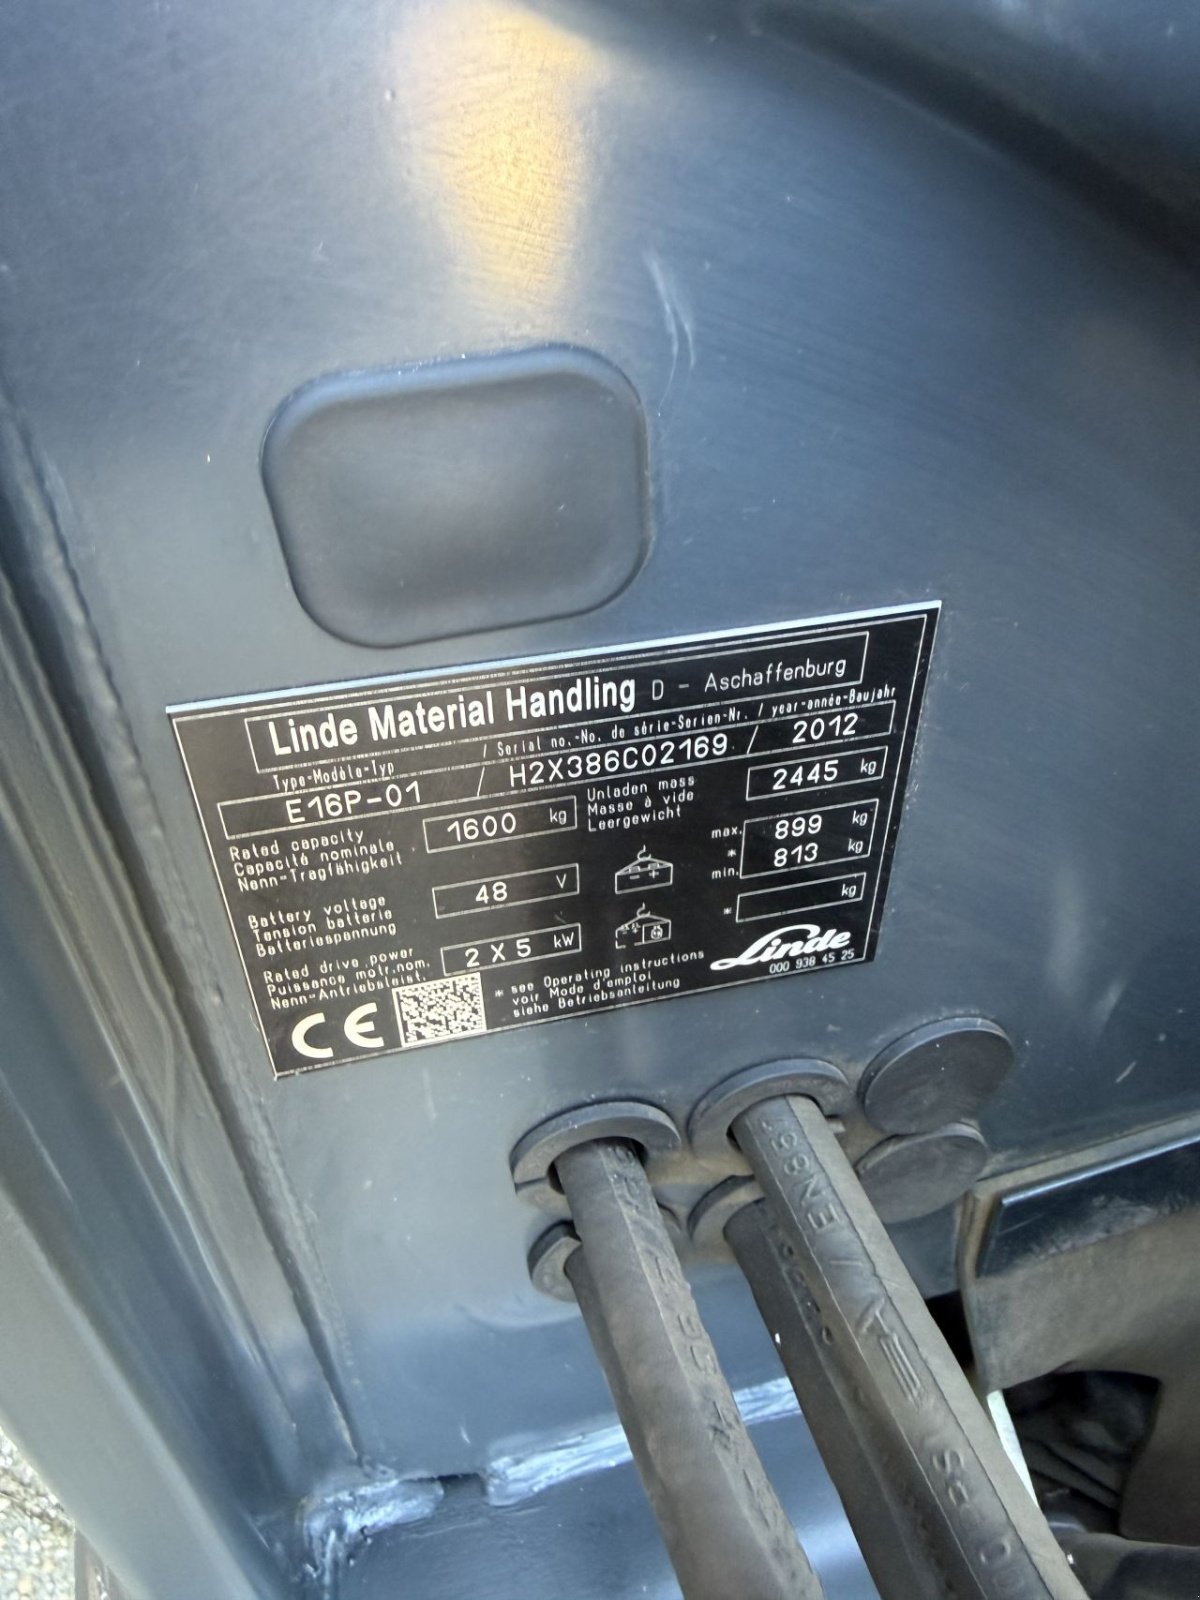 Linde Material Handling D - Aschaffenburg
Type-Modèle-Typ / Serial no.-No. de série-Serien-Nr. / year-année-Baujahr
E16P-01 / H2X386C02169 / 2012
Rated capacity
Capacité nominale
Nenn-Tragfähigkeit
1600 kg
Unladen mass
Masse à vide
Leergewicht
2445 kg
Battery voltage
Tension batterie
Batteriespannung
48 V
- +
max. 899 kg
*
min. 813 kg
Rated drive power
Puissance motr.nom.
Nenn-Antriebsleist.
2 X 5 kW
* kg
* see Operating instructions
voir Mode d'emploi
siehe Betriebsanleitung
Linde
000 938 45 25
CE